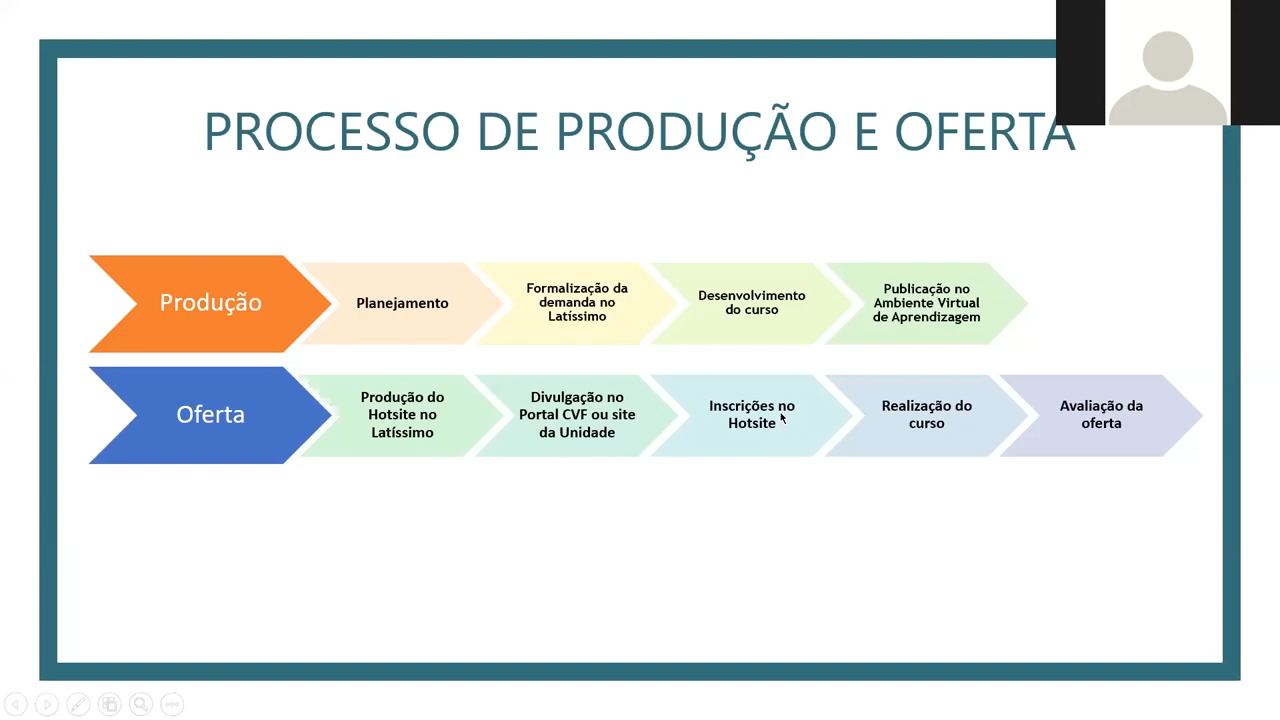 PROCESSO DE PRODUÇÃO E OFERTA
Produção
Planejamento
Formalização da
demanda no
Latíssimo
Desenvolvimento
do curso
Publicação no
Ambiente Virtual
de Aprendizagem
Oferta
Produção do
Hotsite no
Latíssimo
Divulgação no
Portal CVF ou site
da Unidade
Inscrições no
Hotsite
Realização do
curso
Avaliação da
oferta